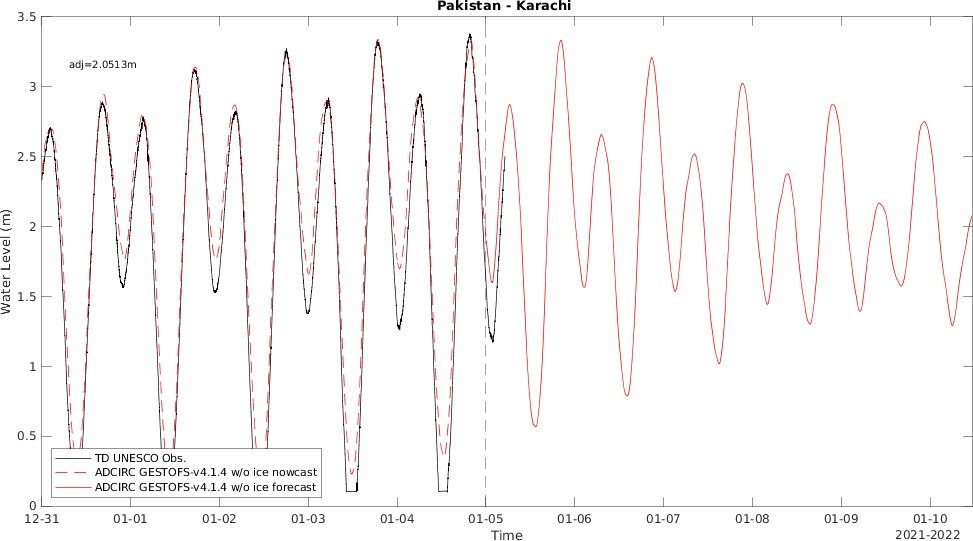 Pakistan - Karachi
3.5
adj=2.0513m
3
2.5
2
Water Level (m)
1.5
1
0.5
TD UNESCO Obs.
ADCIRC GESTOFS-v4.1.4 w/o ice nowcast
ADCIRC GESTOFS-v4.1.4 w/o ice forecast
0
12-31 01-01 01-02 01-03 01-04 01-05 01-06 01-07 01-08 01-09 01-10
Time
2021-2022